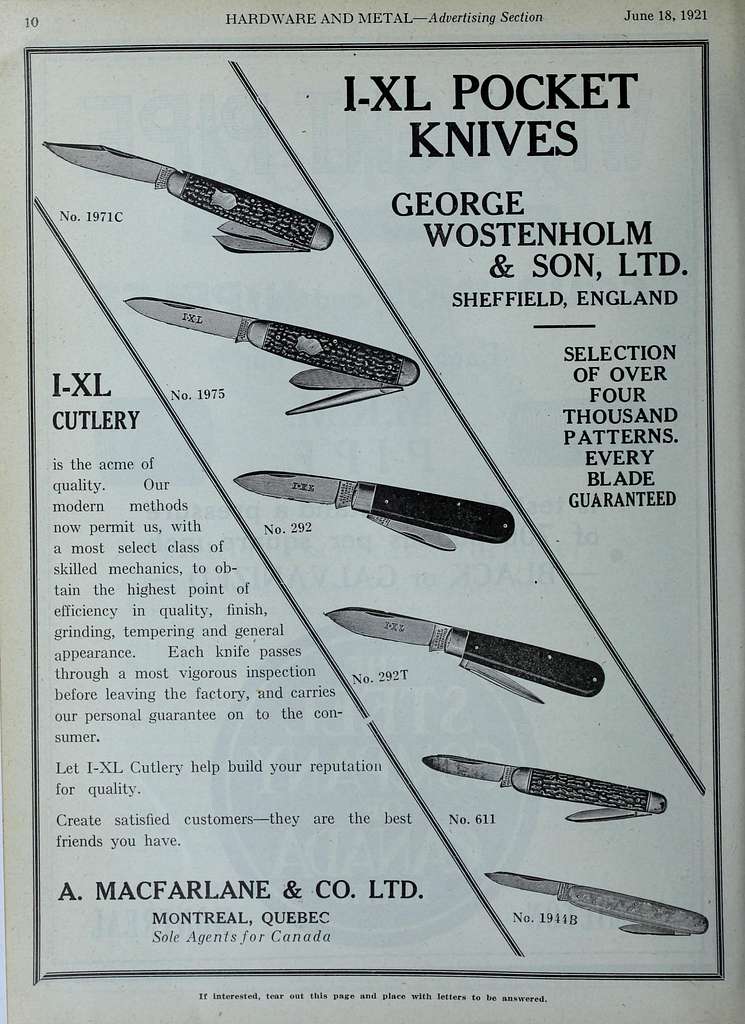 10
HARDWARE AND METAL—Advertising Section
June 18, 1921
I-XL POCKET
KNIVES
GEORGE
WOSTENHOLM
& SON, LTD.
SHEFFIELD, ENGLAND
SELECTION
OF OVER
FOUR
THOUSAND
PATTERNS.
EVERY
BLADE
GUARANTEED
No. 1971C
I·XL
No. 1975
I·XL
No. 292
I·XL
No. 292T
No. 611
No. 1944B
I-XL
CUTLERY
is the acme of
quality. Our
modern methods
now permit us, with
a most select class of
skilled mechanics, to ob-
tain the highest point of
efficiency in quality, finish,
grinding, tempering and general
appearance. Each knife passes
through a most vigorous inspection
before leaving the factory, and carries
our personal guarantee on to the con-
sumer.
Let I-XL Cutlery help build your reputation
for quality.
Create satisfied customers—they are the best
friends you have.
A. MACFARLANE & CO. LTD.
MONTREAL, QUEBEC
Sole Agents for Canada
If interested, tear out this page and place with letters to be answered.